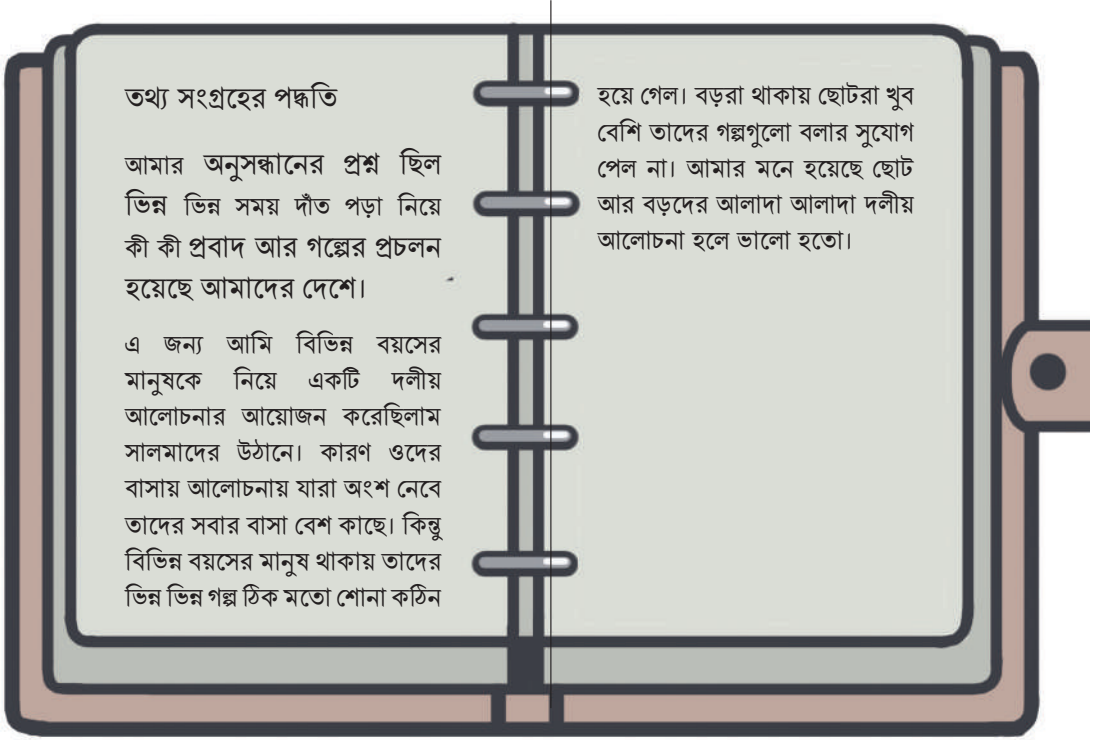 তথ্য সংগ্রহের পদ্ধতি
আমার অনুসন্ধানের প্রশ্ন ছিল
ভিন্ন ভিন্ন সময় দাঁত পড়া নিয়ে
কী কী প্রবাদ আর গল্পের প্রচলন
হয়েছে আমাদের দেশে।
এ জন্য আমি বিভিন্ন বয়সের
মানুষকে নিয়ে একটি দলীয়
আলোচনার আয়োজন করেছিলাম
সালমাদের উঠানে। কারণ ওদের
বাসায় আলোচনায় যারা অংশ নেবে
তাদের সবার বাসা বেশ কাছে। কিন্তু
বিভিন্ন বয়সের মানুষ থাকায় তাদের
ভিন্ন ভিন্ন গল্প ঠিক মতো শোনা কঠিন
হয়ে গেল। বড়রা থাকায় ছোটরা খুব
বেশি তাদের গল্পগুলো বলার সুযোগ
পেল না। আমার মনে হয়েছে ছোট
আর বড়দের আলাদা আলাদা দলীয়
আলোচনা হলে ভালো হতো।